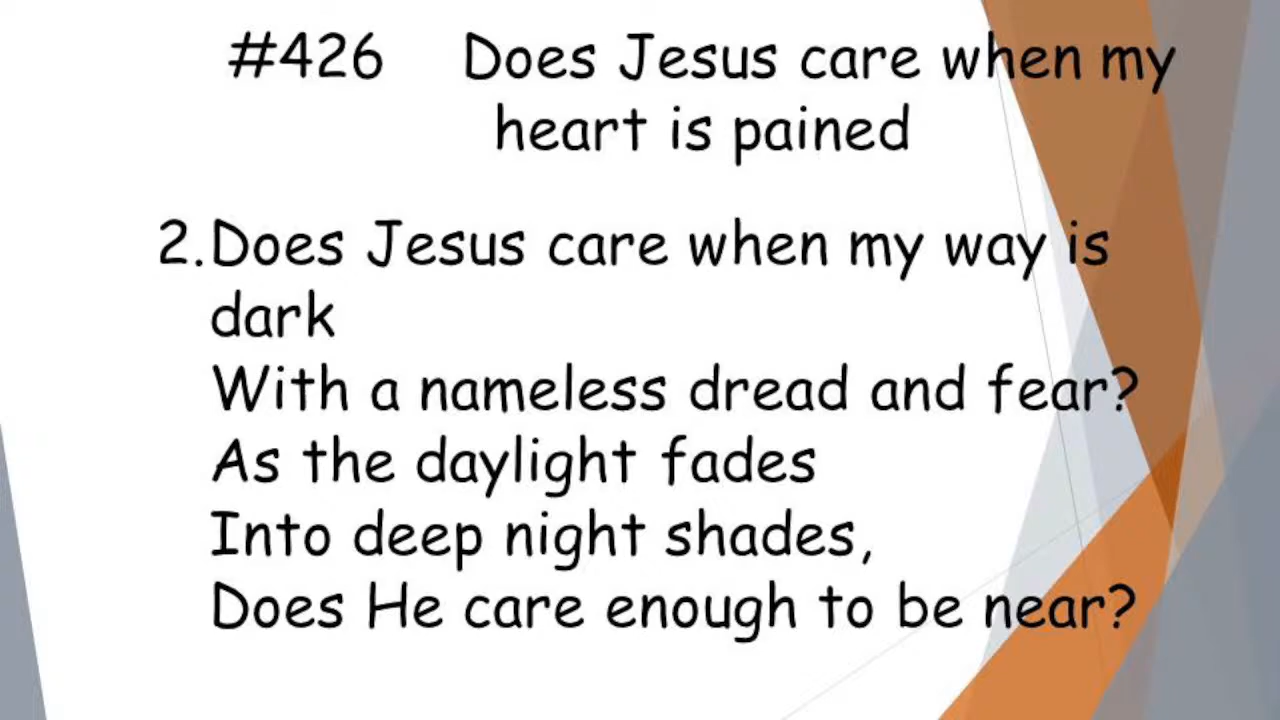 #426 Does Jesus care when my
heart is pained
2.Does Jesus care when my way is
dark
With a nameless dread and fear?
As the daylight fades
Into deep night shades,
Does He care enough to be near?